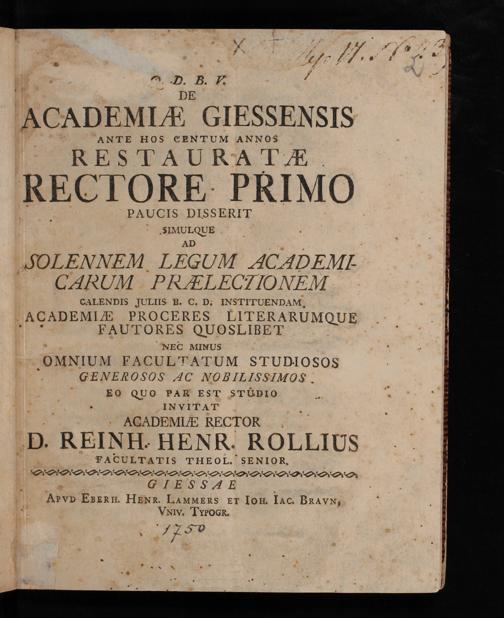 D. B. V.
DE
ACADEMIÆ GIESSENSIS
ANTE HOS CENTUM ANNOS
RESTAURATÆ
RECTORE PRIMO
PAUCIS DISSERIT
SIMULQUE
AD
SOLENNEM LEGUM ACADEMI-
CARUM PRÆLECTIONEM
CALENDIS JULIIS B. C. D. INSTITUENDAM,
ACADEMIÆ PROCERES LITERARUMQUE
FAUTORES QUOSLIBET
NEC MINUS
OMNIUM FACULTATUM STUDIOSOS
GENEROSOS AC NOBILISSIMOS
EO QUO PAR EST STUDIO
INVITAT
ACADEMIÆ RECTOR
D. REINH. HENR. ROLLIUS
FACULTATIS THEOL. SENIOR.
GIESSAE
APVD EBERH. HENR. LAMMERS ET IOH. IAC. BRAVN,
VNIV. TYPOGR.
1750